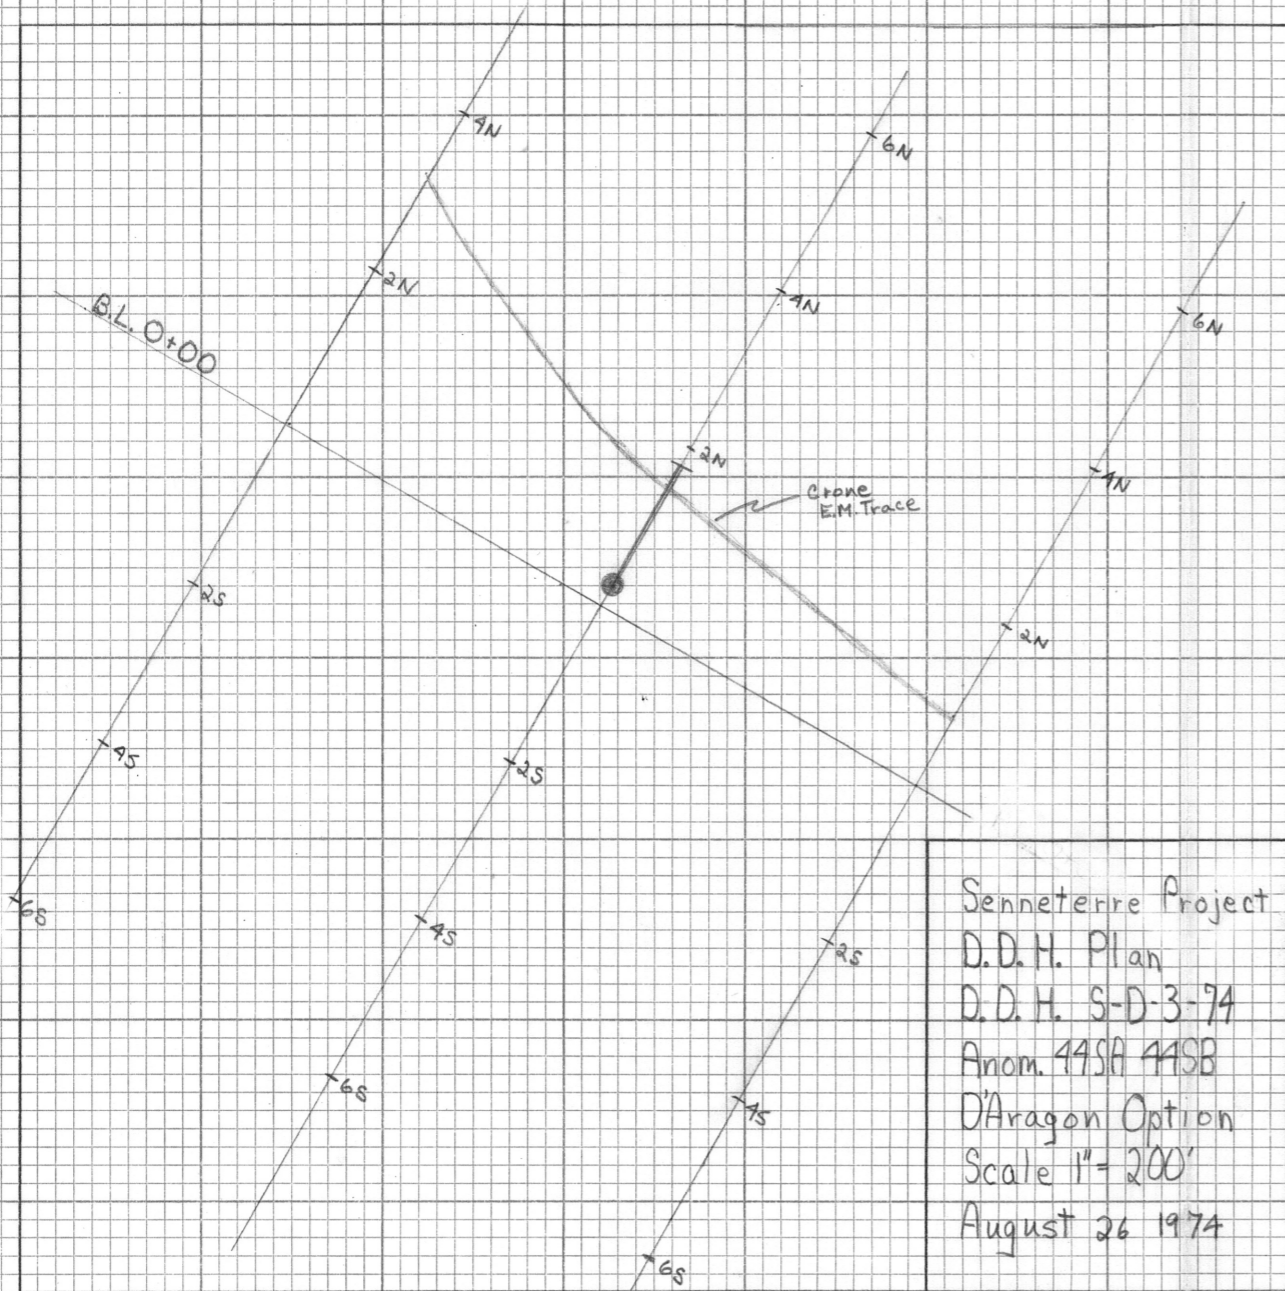 4N
6N
2N
4N
6N
B.L. 0+00
2N
4N
Crone
E.M. Trace
2S
2N
4S
2S
6S
4S
2S
6S
4S
6S
Senneterre Project
D.D.H. Plan
D.D.H. S-D-3-74
Anom. 44SA 44SB
D'Aragon Option
Scale 1" = 200'
August 26 1974